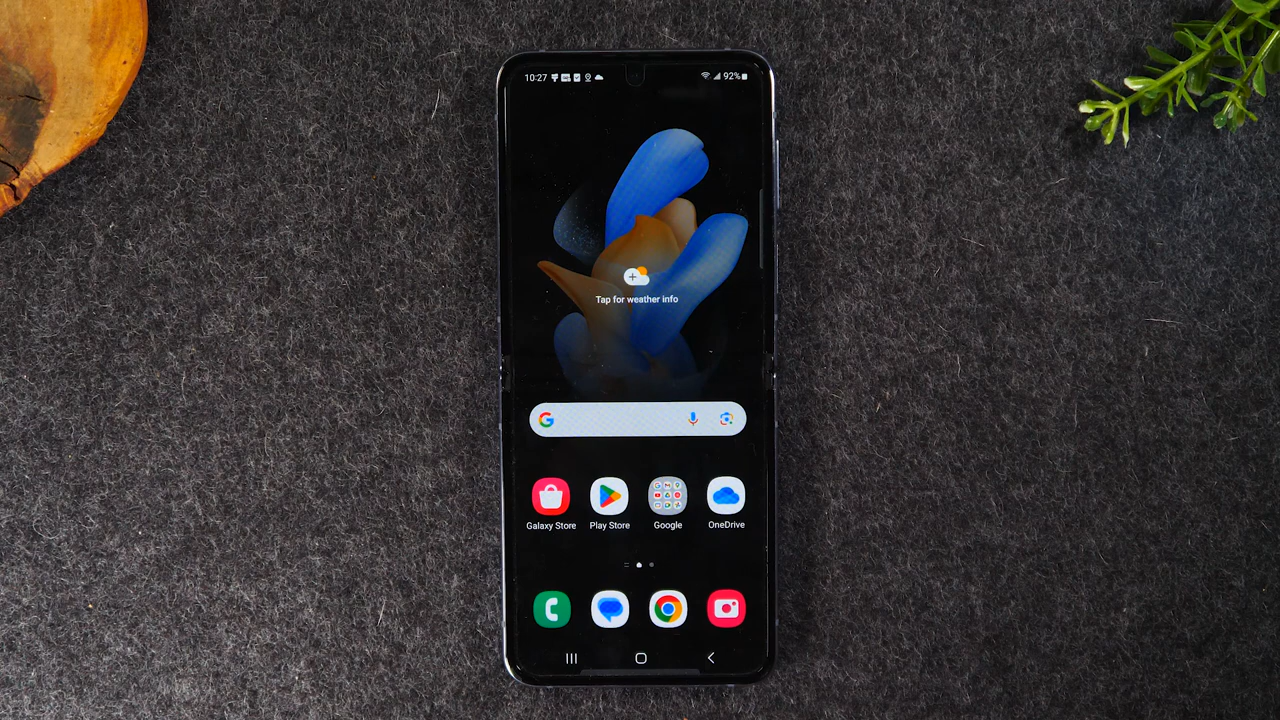 10:27
92%
Tap for weather info
Galaxy Store
Play Store
Google
OneDrive